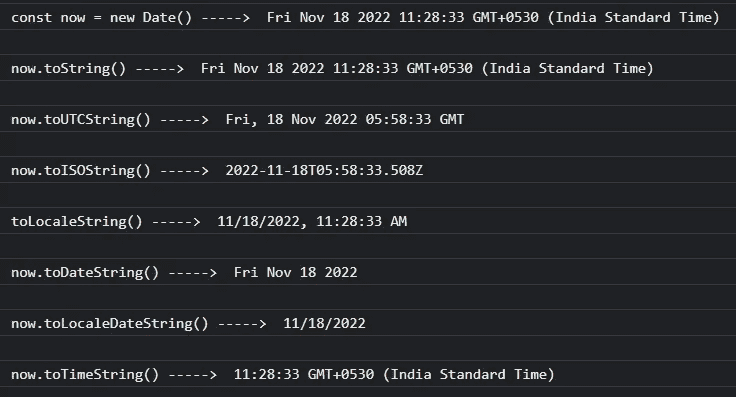 const now = new Date() -----> Fri Nov 18 2022 11:28:33 GMT+0530 (India Standard Time)
now.toString() -----> Fri Nov 18 2022 11:28:33 GMT+0530 (India Standard Time)
now.toUTCString() -----> Fri, 18 Nov 2022 05:58:33 GMT
now.toISOString() -----> 2022-11-18T05:58:33.508Z
toLocaleString() -----> 11/18/2022, 11:28:33 AM
now.toDateString() -----> Fri Nov 18 2022
now.toLocaleDateString() -----> 11/18/2022
now.toTimeString() -----> 11:28:33 GMT+0530 (India Standard Time)